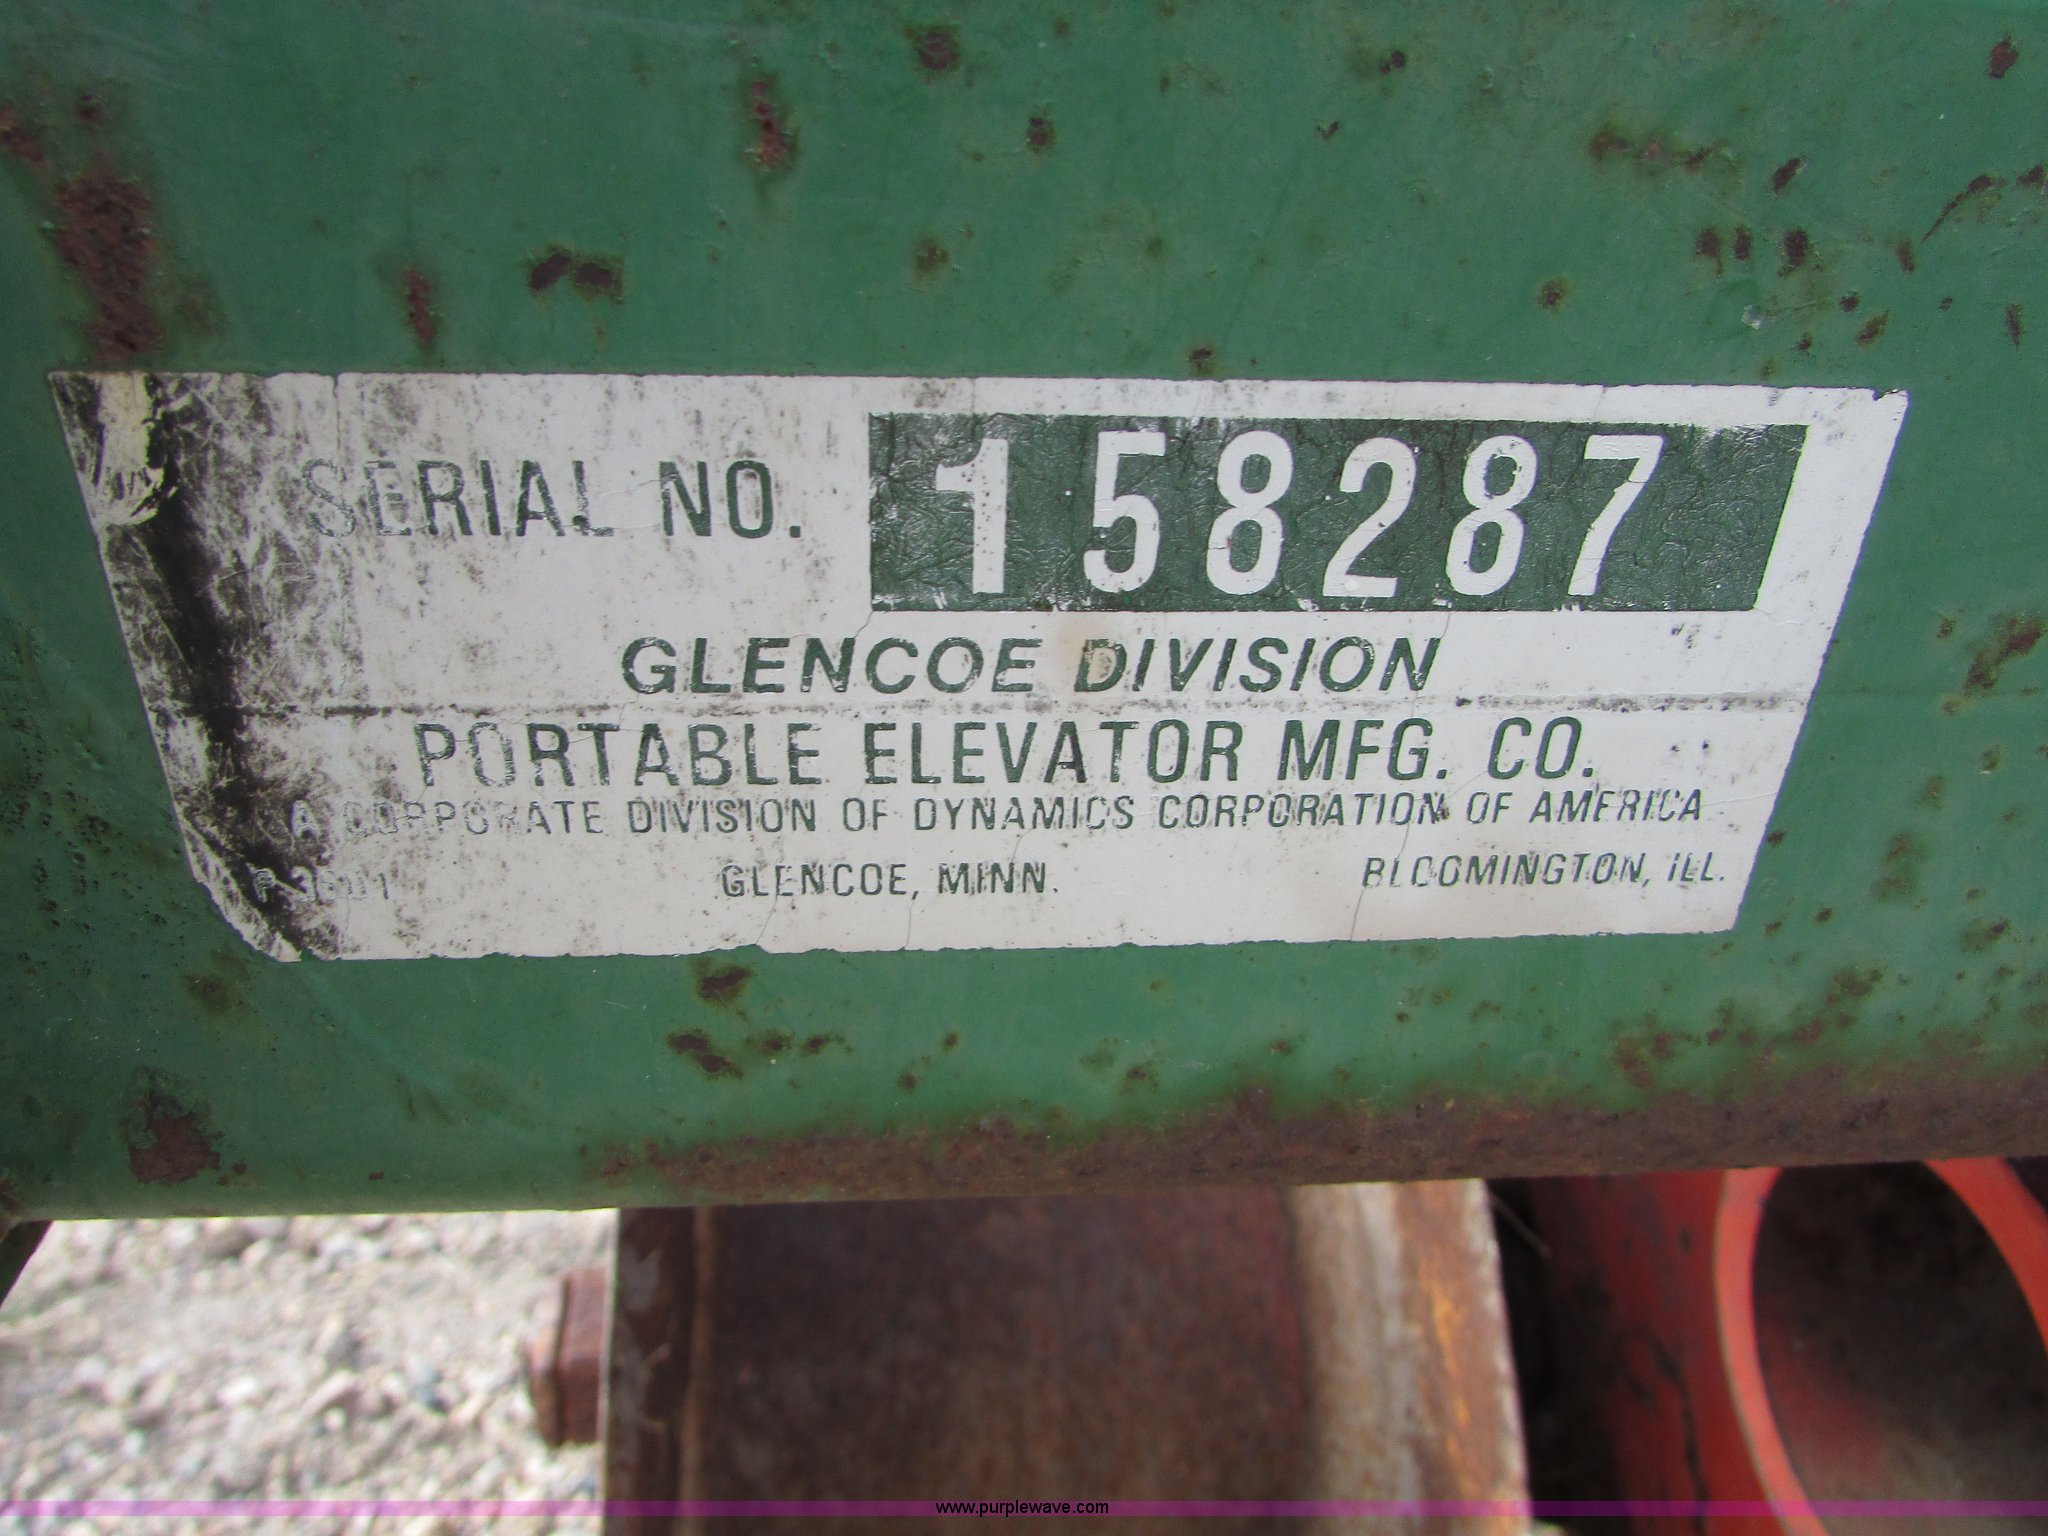 SERIAL NO. 158287
GLENCOE DIVISION
PORTABLE ELEVATOR MFG. CO.
A CORPORATE DIVISION OF DYNAMICS CORPORATION OF AMERICA
GLENCOE, MINN. BLOOMINGTON, ILL.
www.purplewave.com